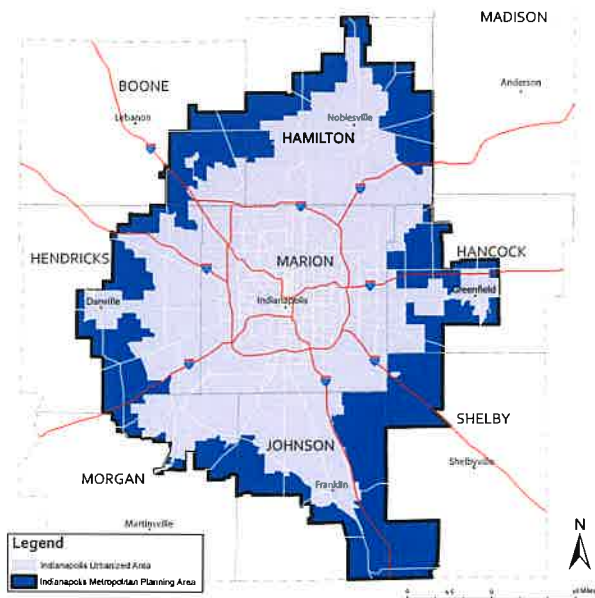 MADISON
BOONE
Anderson
Lebanon
Noblesville
HAMILTON
HENDRICKS
MARION
HANCOCK
Danville
Indianapolis
Greenfield
SHELBY
JOHNSON
Shelbyville
MORGAN
Franklin
Martinsville
N
Legend
Indianapolis Urbanized Area
Indianapolis Metropolitan Planning Area